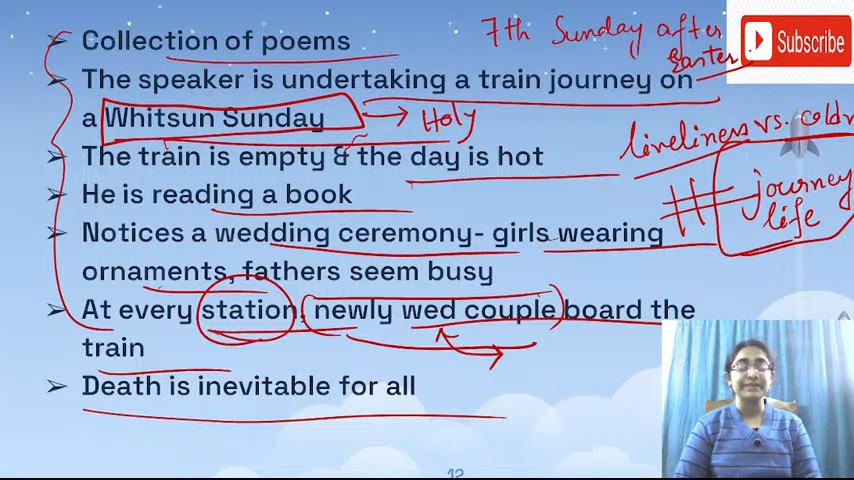 7th Sunday after
Easter
Subscribe
➢ Collection of poems
➢ The speaker is undertaking a train journey on
a Whitsun Sunday
Holy
liveliness vs. coldn
➢ The train is empty & the day is hot
➢ He is reading a book
journey
life
➢ Notices a wedding ceremony- girls wearing
ornaments, fathers seem busy
➢ At every station, newly wed couple board the
train
➢ Death is inevitable for all
12